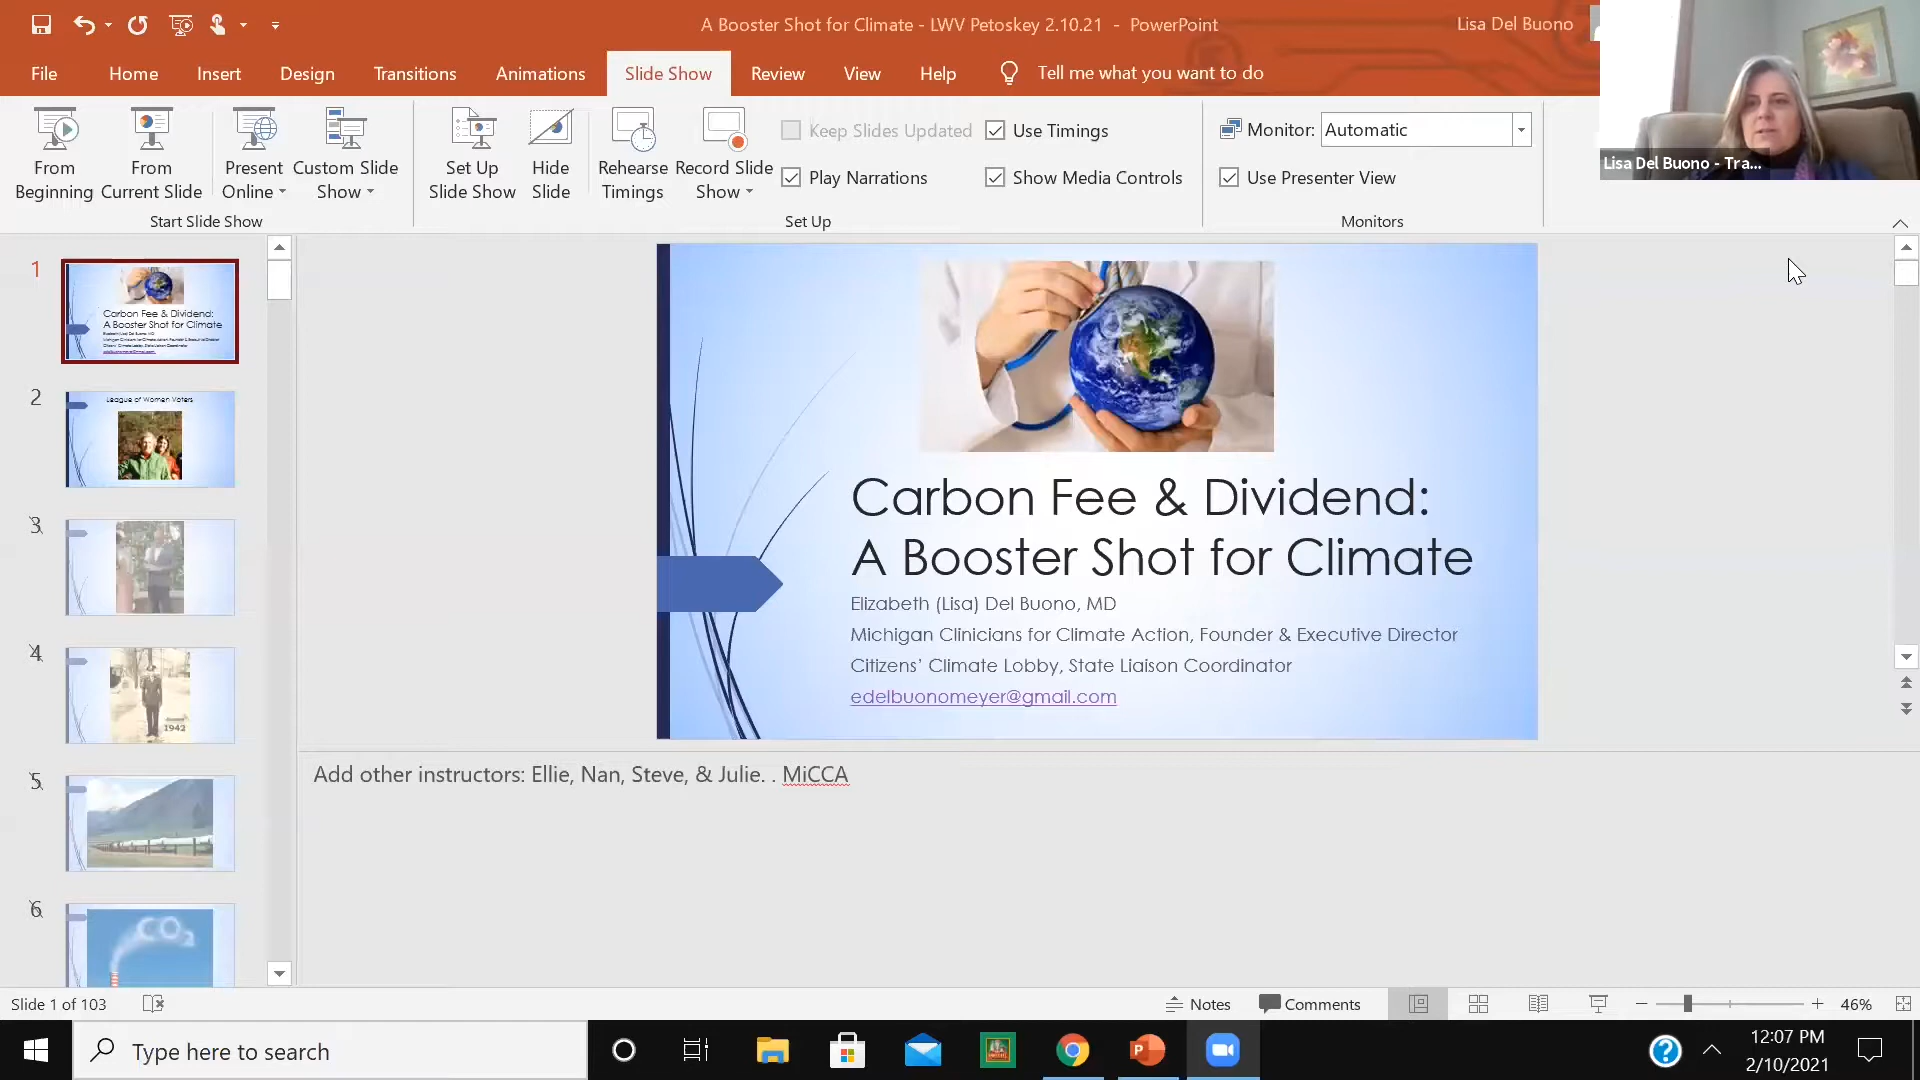 A Booster Shot for Climate - LWV Petoskey 2.10.21 - PowerPoint
Lisa Del Buono
File Home Insert Design Transitions Animations Slide Show Review View Help Tell me what you want to do
From Beginning
From Current Slide
Present Online
Custom Slide Show
Start Slide Show
Set Up Slide Show
Hide Slide
Rehearse Timings
Record Slide Show
Keep Slides Updated
Play Narrations
Use Timings
Show Media Controls
Set Up
Monitor: Automatic
Use Presenter View
Monitors
Lisa Del Buono - Tra...
1
Carbon Fee & Dividend:
A Booster Shot for Climate
2
League of Women Voters
3
4
1942
5
6
CO2
Carbon Fee & Dividend:
A Booster Shot for Climate
Elizabeth (Lisa) Del Buono, MD
Michigan Clinicians for Climate Action, Founder & Executive Director
Citizens’ Climate Lobby, State Liaison Coordinator
edelbuonomeyer@gmail.com
Add other instructors: Ellie, Nan, Steve, & Julie. . MiCCA
Slide 1 of 103
Notes
Comments
46%
Type here to search
12:07 PM
2/10/2021